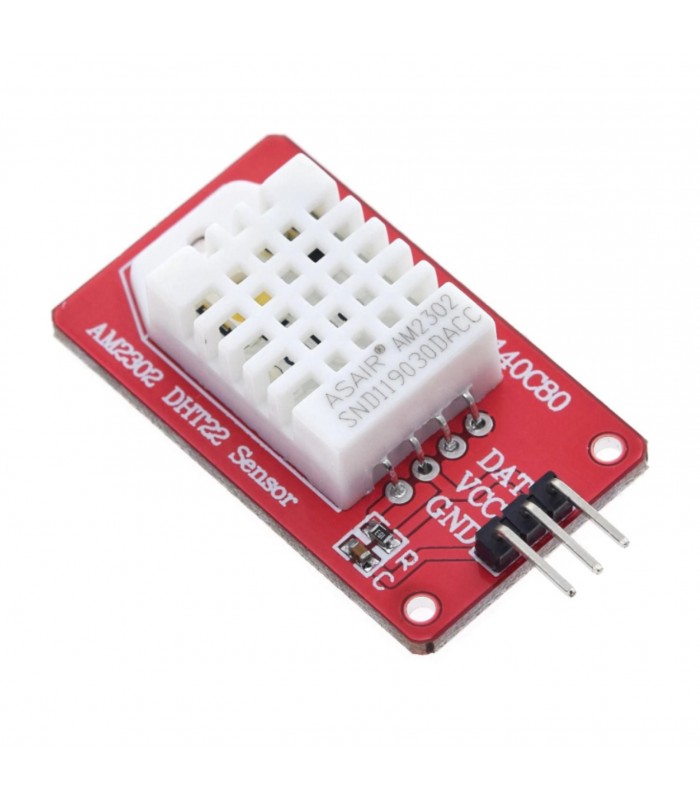 ASAIR® AM2302
SND119030DACC
AM2302 DHT22 Sensor
DAT
VCC
GND
R
C